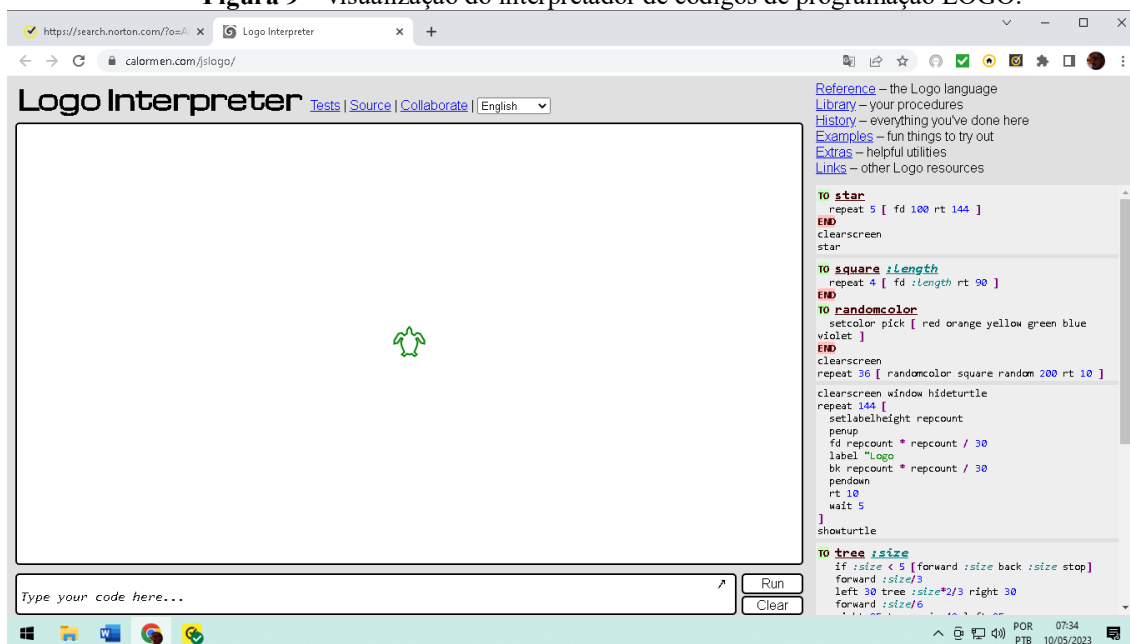 Figura 9 – Visualização do interpretador de códigos de programação LOGO.
https://search.norton.com/?o=A
Logo Interpreter
calormen.com/jslogo/
Logo Interpreter Tests | Source | Collaborate | English
Reference – the Logo language
Library – your procedures
History – everything you've done here
Examples – fun things to try out
Extras – helpful utilities
Links – other Logo resources
TO star
repeat 5 [ fd 100 rt 144 ]
END
clearscreen
star
TO square :length
repeat 4 [ fd :length rt 90 ]
END
TO randomcolor
setcolor pick [ red orange yellow green blue
violet ]
END
clearscreen
repeat 36 [ randomcolor square random 200 rt 10 ]
clearscreen window hideturtle
repeat 144 [
setlabelheight repcount
penup
fd repcount * repcount / 30
label "Logo
bk repcount * repcount / 30
pendown
rt 10
wait 5
]
showturtle
TO tree :size
if :size < 5 [forward :size back :size stop]
forward :size/3
left 30 tree :size*2/3 right 30
forward :size/6
Type your code here...
Run
Clear
POR
PTB
07:34
10/05/2023